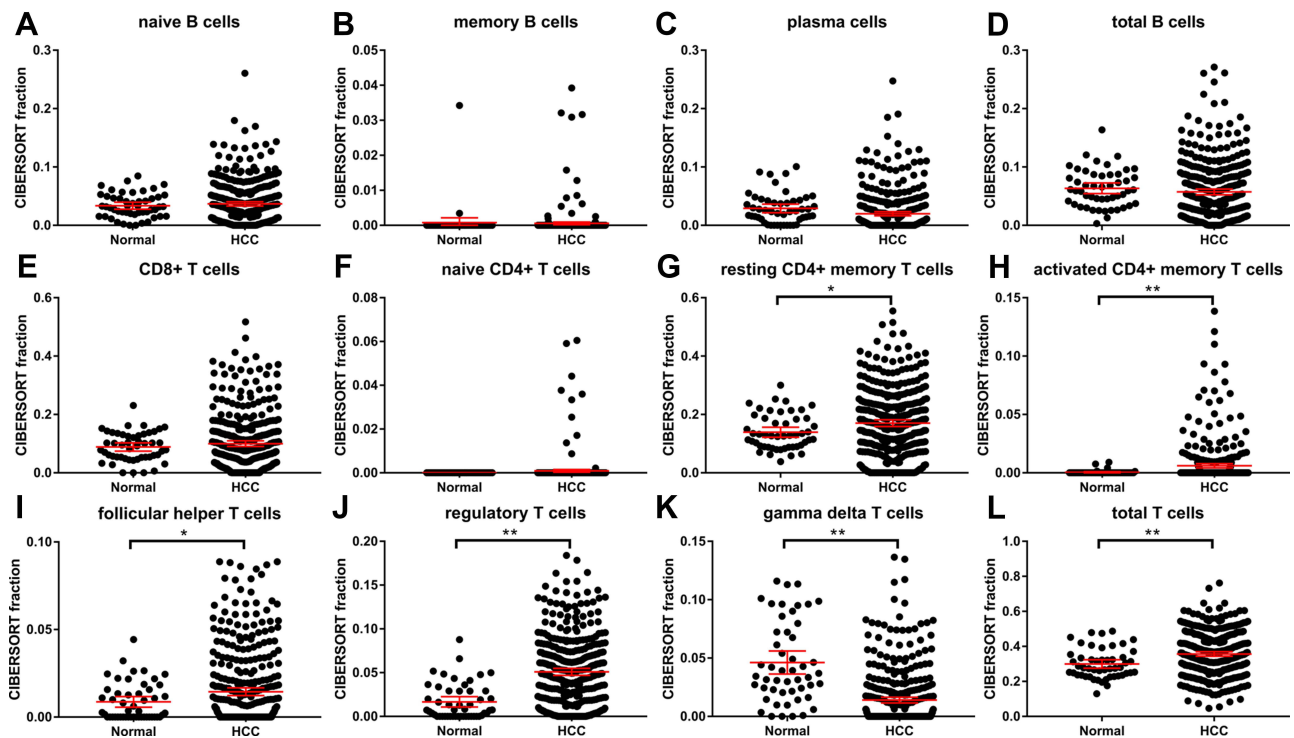 A naive B cells
CIBERSORT fraction
0.3
0.2
0.1
0.0
Normal HCC
B memory B cells
CIBERSORT fraction
0.05
0.04
0.03
0.02
0.01
0.00
Normal HCC
C plasma cells
CIBERSORT fraction
0.3
0.2
0.1
0.0
Normal HCC
D total B cells
CIBERSORT fraction
0.3
0.2
0.1
0.0
Normal HCC
E CD8+ T cells
CIBERSORT fraction
0.6
0.4
0.2
0.0
Normal HCC
F naive CD4+ T cells
CIBERSORT fraction
0.08
0.06
0.04
0.02
0.00
Normal HCC
G resting CD4+ memory T cells
*
CIBERSORT fraction
0.6
0.4
0.2
0.0
Normal HCC
H activated CD4+ memory T cells
**
CIBERSORT fraction
0.15
0.10
0.05
0.00
Normal HCC
I follicular helper T cells
*
CIBERSORT fraction
0.10
0.05
0.00
Normal HCC
J regulatory T cells
**
CIBERSORT fraction
0.20
0.15
0.10
0.05
0.00
Normal HCC
K gamma delta T cells
**
CIBERSORT fraction
0.15
0.10
0.05
0.00
Normal HCC
L total T cells
**
CIBERSORT fraction
1.0
0.8
0.6
0.4
0.2
0.0
Normal HCC